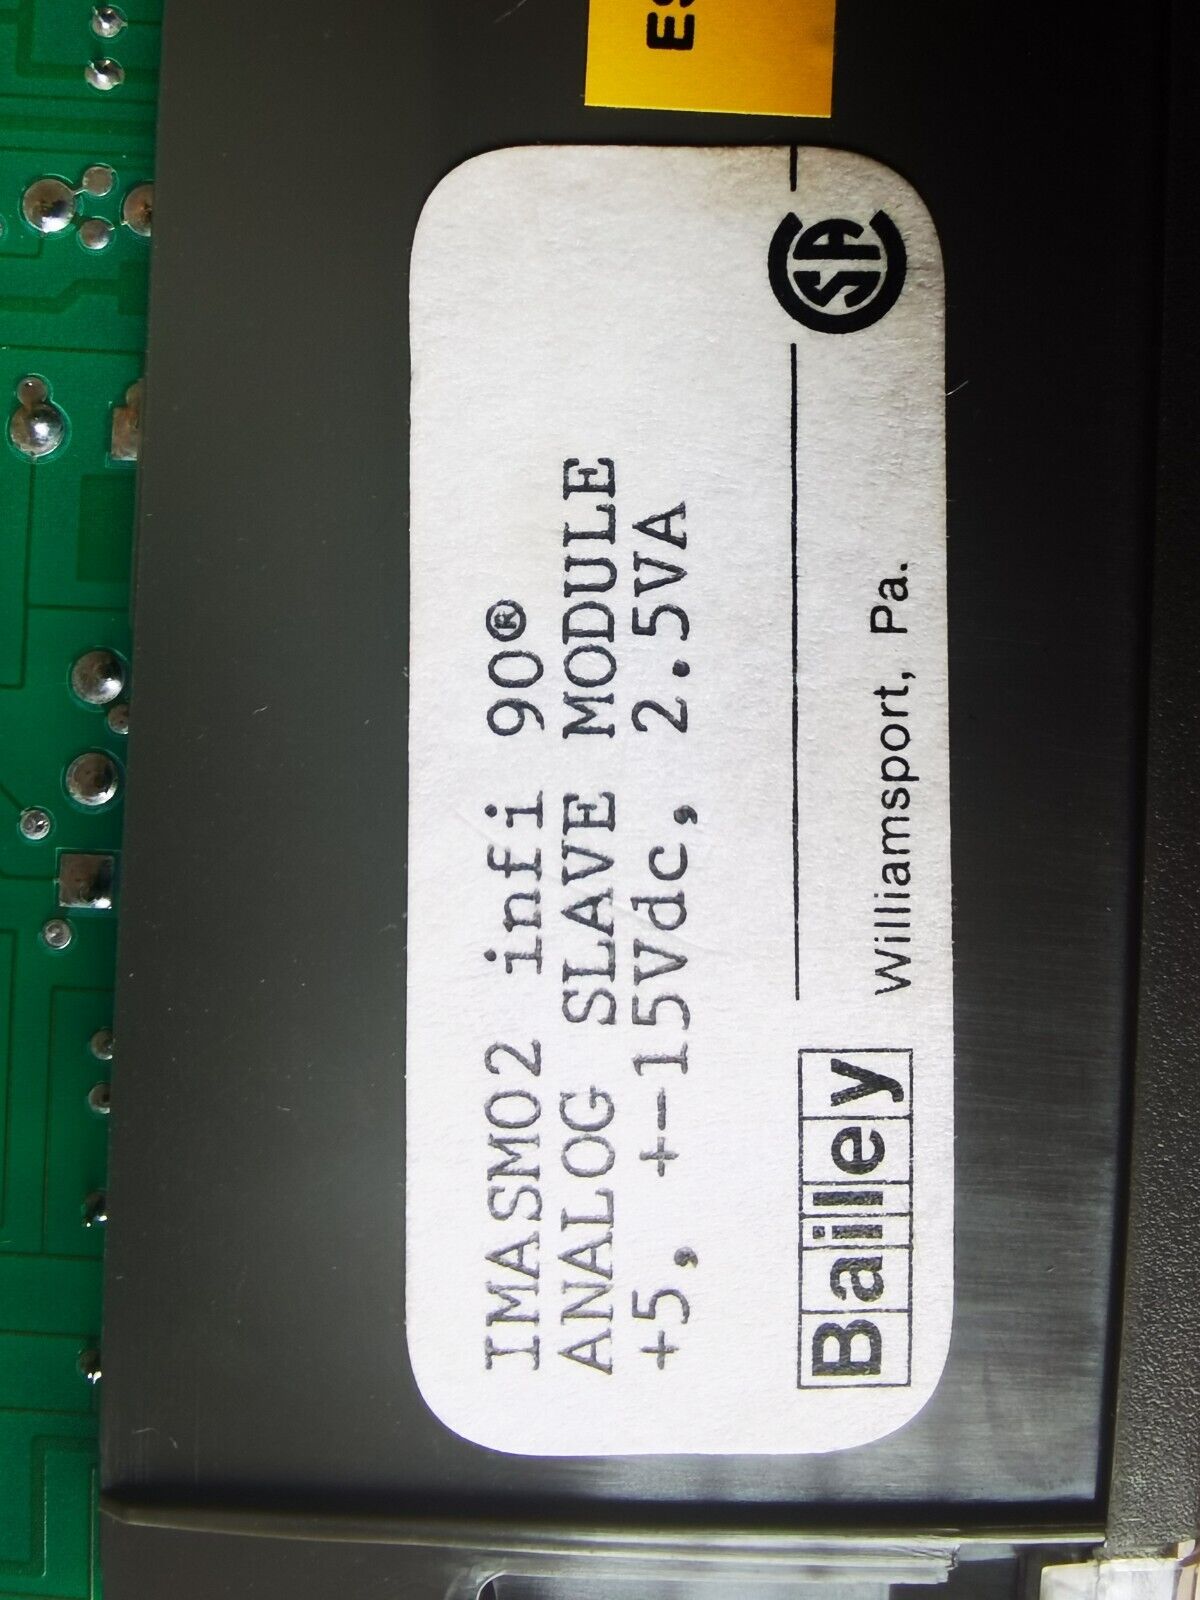 IMASM02 infi 90®
ANALOG SLAVE MODULE
+5, +-15Vdc, 2.5VA
Bailey Williamsport, Pa.